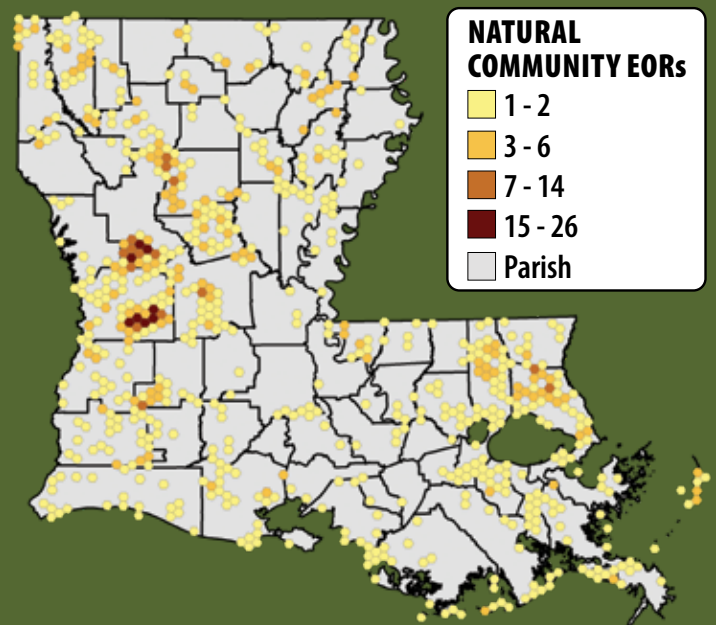 NATURAL
COMMUNITY EORs
1 - 2
3 - 6
7 - 14
15 - 26
Parish